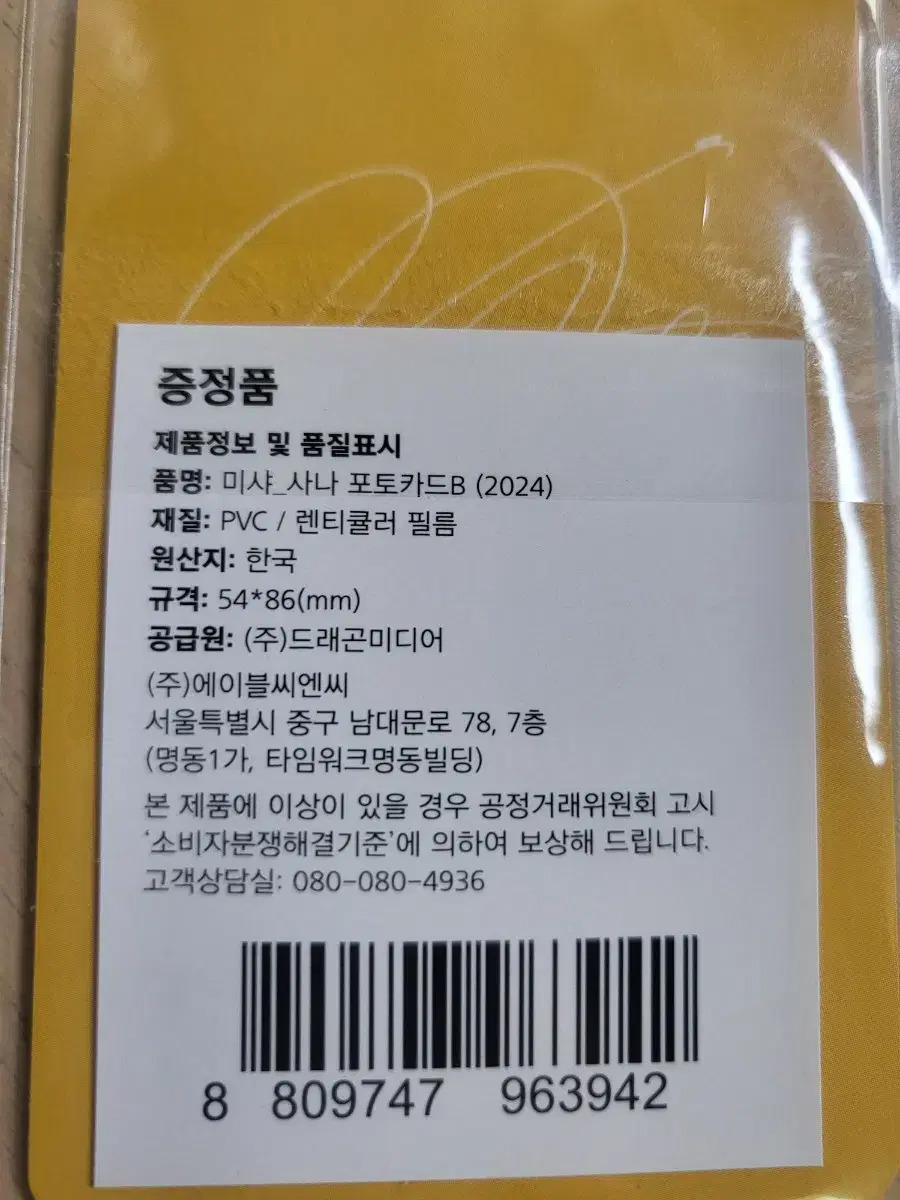 증정품
제품정보 및 품질표시
품명: 미샤_사나 포토카드B (2024)
재질: PVC / 렌티큘러 필름
원산지: 한국
규격: 54*86(mm)
공급원: (주)드래곤미디어
(주)에이블씨엔씨
서울특별시 중구 남대문로 78, 7층
(명동1가, 타임워크명동빌딩)
본 제품에 이상이 있을 경우 공정거래위원회 고시
‘소비자분쟁해결기준’에 의하여 보상해 드립니다.
고객상담실: 080-080-4936
8 809747 963942